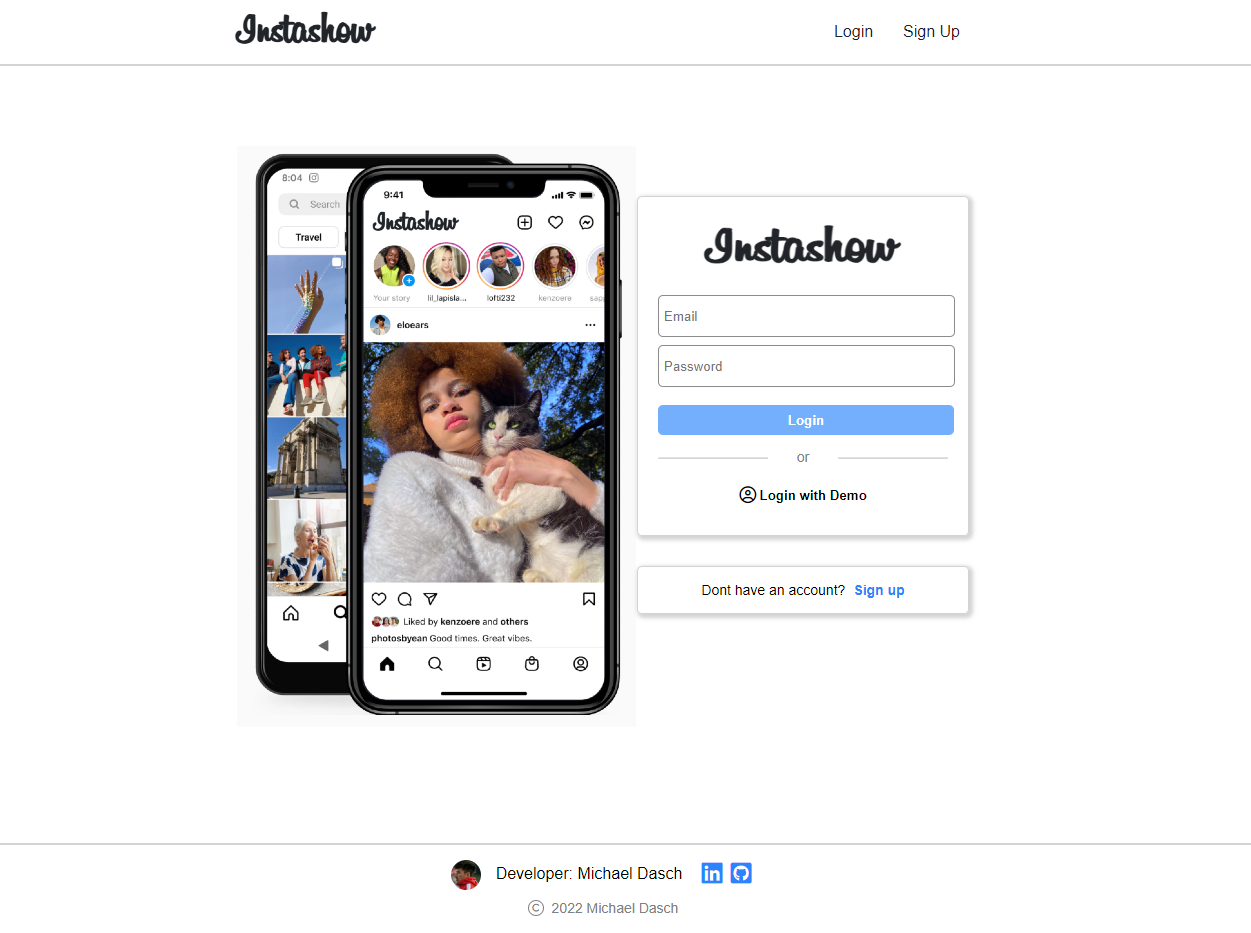 Instashow
Login Sign Up
8:04
Search
Travel
9:41
Instashow
Your story lil_lapisla... lofti232 kenzoere sap
eloears
Liked by kenzoere and others
photosbyean Good times. Great vibes.
Instashow
Email
Password
Login
or
Login with Demo
Dont have an account? Sign up
Developer: Michael Dasch in
© 2022 Michael Dasch